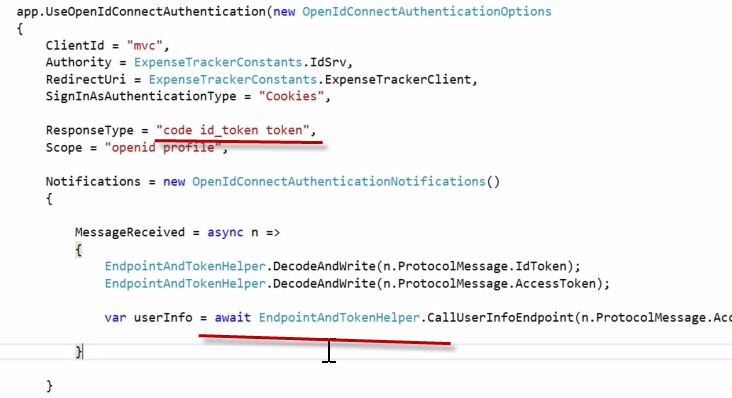 app.UseOpenIdConnectAuthentication(new OpenIdConnectAuthenticationOptions
{
ClientId = "mvc",
Authority = ExpenseTrackerConstants.IdSrv,
RedirectUri = ExpenseTrackerConstants.ExpenseTrackerClient,
SignInAsAuthenticationType = "Cookies",
ResponseType = "code id_token token",
Scope = "openid profile",
Notifications = new OpenIdConnectAuthenticationNotifications()
{
MessageReceived = async n =>
{
EndpointAndTokenHelper.DecodeAndWrite(n.ProtocolMessage.IdToken);
EndpointAndTokenHelper.DecodeAndWrite(n.ProtocolMessage.AccessToken);
var userInfo = await EndpointAndTokenHelper.CallUserInfoEndpoint(n.ProtocolMessage.Acc
}
}